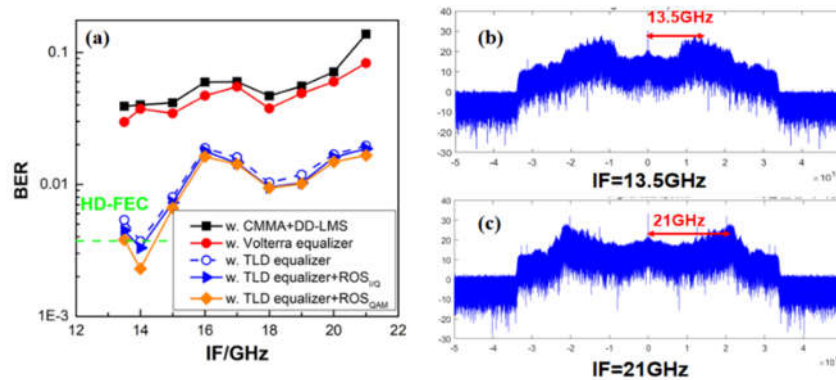 (a)
BER
0.1
0.01
1E-3
HD-FEC
w. CMMA+DD-LMS
w. Volterra equalizer
w. TLD equalizer
w. TLD equalizer+ROS I/Q
w. TLD equalizer+ROS QAM
12 14 16 18 20 22
IF/GHz
(b)
13.5GHz
40
30
20
10
0
-10
-20
-30
-5 -4 -3 -2 -1 0 1 2 3 4
IF=13.5GHz
(c)
21GHz
40
30
20
10
0
-10
-20
-30
-40
-5 -4 -3 -2 -1 0 1 2 3 4
IF=21GHz